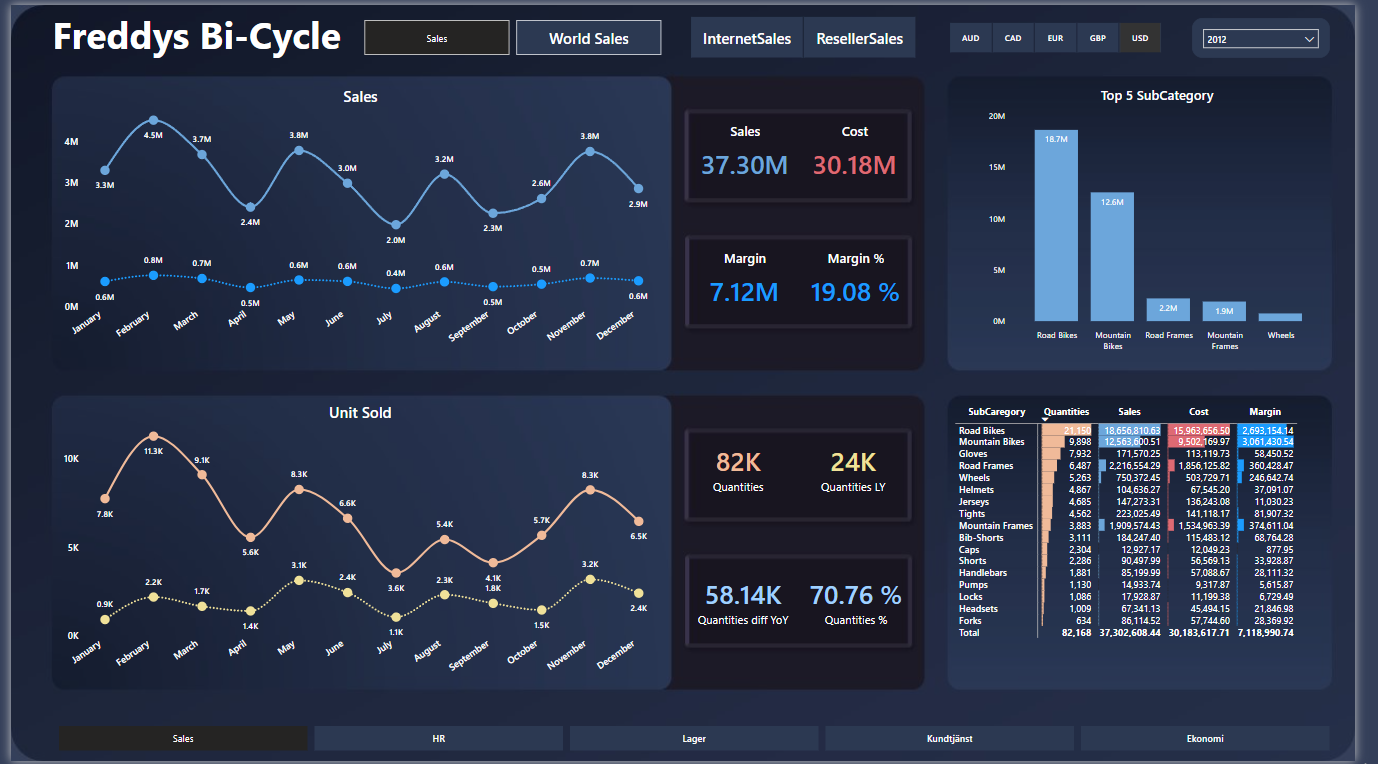 Freddys Bi-Cycle
Sales
World Sales
InternetSales
ResellerSales
AUD
CAD
EUR
GBP
USD
2012
Sales
4M
3M
2M
1M
0M
3.3M
4.5M
3.7M
2.4M
3.8M
3.0M
2.0M
3.2M
2.3M
2.6M
3.8M
2.9M
0.6M
0.8M
0.7M
0.5M
0.6M
0.6M
0.4M
0.6M
0.5M
0.5M
0.7M
0.6M
January
February
March
April
May
June
July
August
September
October
November
December
Sales Cost
37.30M 30.18M
Margin Margin %
7.12M 19.08 %
Top 5 SubCategory
20M
15M
10M
5M
0M
18.7M
12.6M
2.2M
1.9M
Road Bikes
Mountain
Bikes
Road Frames
Mountain
Frames
Wheels
Unit Sold
10K
5K
0K
7.8K
11.3K
9.1K
5.6K
8.3K
6.6K
3.6K
5.4K
4.1K
5.7K
8.3K
6.5K
0.9K
2.2K
1.7K
1.4K
3.1K
2.4K
1.1K
2.3K
1.8K
1.5K
3.2K
2.4K
January
February
March
April
May
June
July
August
September
October
November
December
82K 24K
Quantities Quantities LY
58.14K 70.76 %
Quantities diff YoY Quantities %
SubCaregory Quantities Sales Cost Margin
Road Bikes 21,150 18,656,810.63 15,963,656.50 2,693,154.14
Mountain Bikes 9,898 12,563,600.51 9,502,169.97 3,061,430.54
Gloves 7,932 171,570.25 113,119.73 58,450.52
Road Frames 6,487 2,216,554.29 1,856,125.82 360,428.47
Wheels 5,263 750,372.45 503,729.71 246,642.74
Helmets 4,867 104,636.27 67,545.20 37,091.07
Jerseys 4,685 147,273.31 136,243.08 11,030.23
Tights 4,562 223,025.49 141,118.17 81,907.32
Mountain Frames 3,883 1,909,574.43 1,534,963.39 374,611.04
Bib-Shorts 3,111 184,247.40 115,483.12 68,764.28
Caps 2,304 12,927.17 12,049.23 877.95
Shorts 2,286 90,497.99 56,569.13 33,928.87
Handlebars 1,881 85,199.99 57,088.67 28,111.32
Pumps 1,130 14,933.74 9,317.87 5,615.87
Locks 1,086 17,928.87 11,199.38 6,729.49
Headsets 1,009 67,341.13 45,494.15 21,846.98
Forks 634 86,114.52 57,744.60 28,369.92
Total 82,168 37,302,608.44 30,183,617.71 7,118,990.74
Sales
HR
Lager
Kundtjänst
Ekonomi